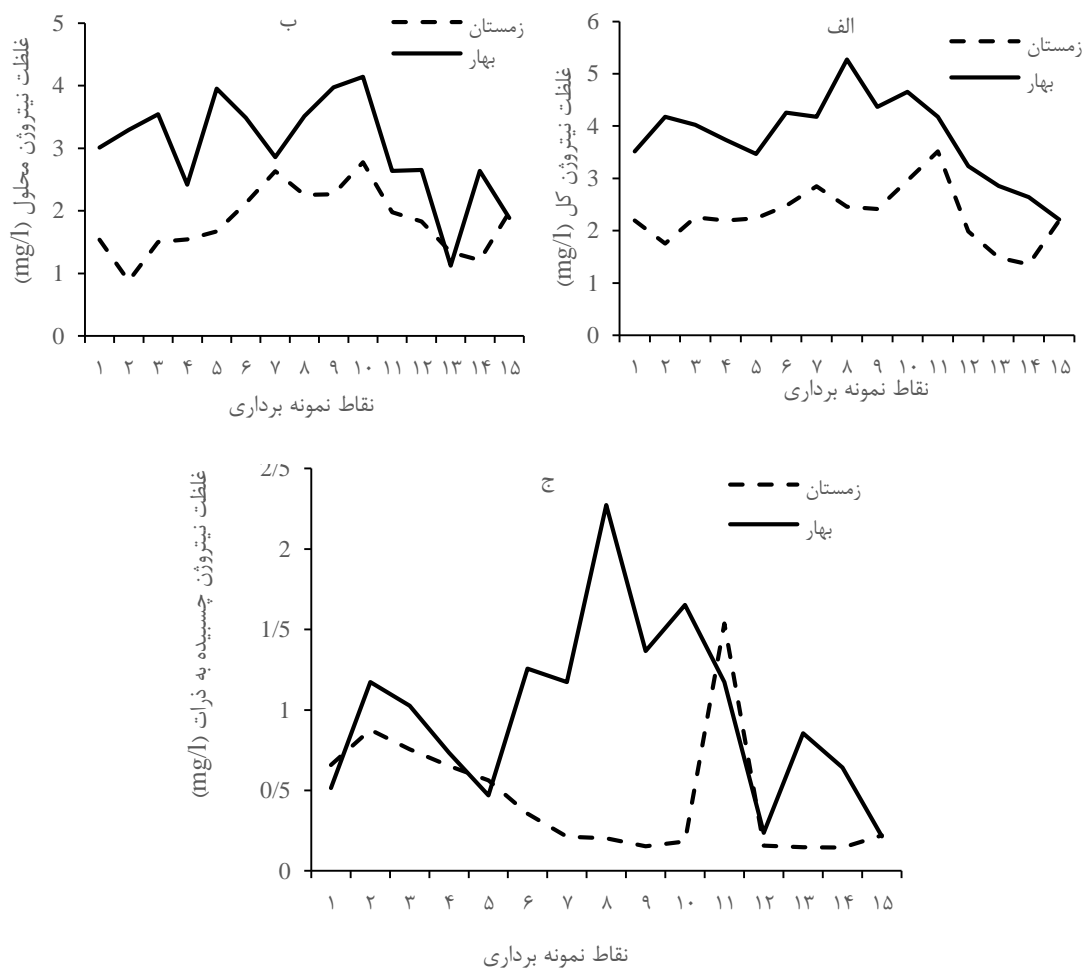 الف
زمستان
بهار
غلظت نیتروژن کل (mg/l)
6
5
4
3
2
1
0
۱ ۲ ۳ ۴ ۵ ۶ ۷ ۸ ۹ ۱۰ ۱۱ ۱۲ ۱۳ ۱۴ ۱۵
نقاط نمونه برداری
ب
زمستان
بهار
غلظت نیتروژن محلول (mg/l)
5
4
3
2
1
0
۱ ۲ ۳ ۴ ۵ ۶ ۷ ۸ ۹ ۱۰ ۱۱ ۱۲ ۱۳ ۱۴ ۱۵
نقاط نمونه برداری
ج
زمستان
بهار
غلظت نیتروژن چسبیده به ذرات (mg/l)
2/5
2
1/5
1
0/5
0
۱ ۲ ۳ ۴ ۵ ۶ ۷ ۸ ۹ ۱۰ ۱۱ ۱۲ ۱۳ ۱۴ ۱۵
نقاط نمونه برداری